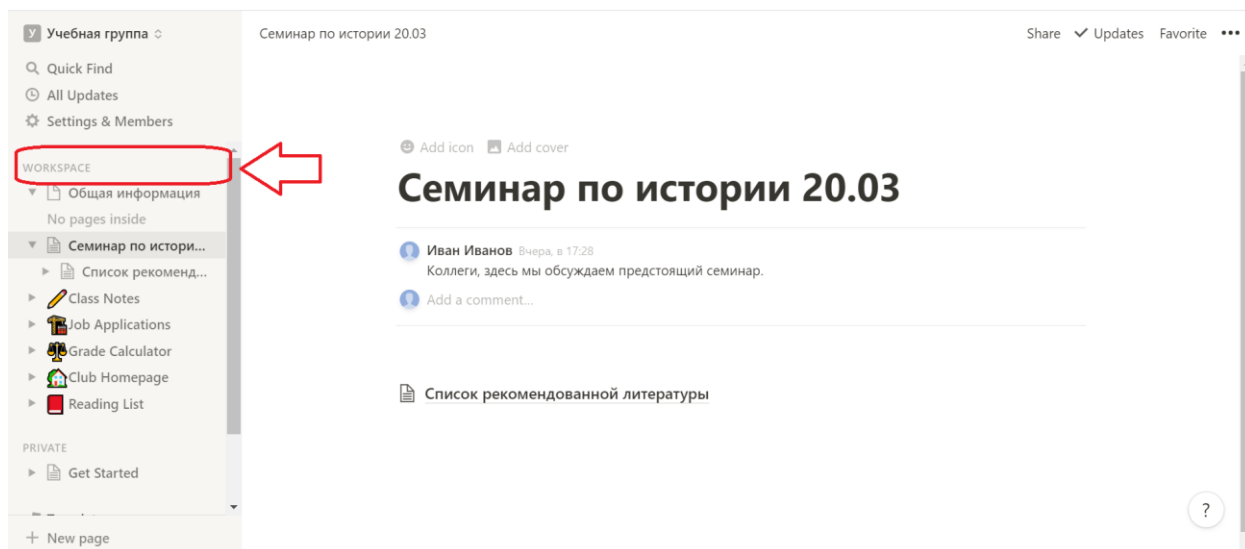 У Учебная группа
Семинар по истории 20.03
Share ✓ Updates Favorite •••
Quick Find
All Updates
Settings & Members
WORKSPACE
Общая информация
No pages inside
Семинар по истори...
Список рекоменд...
Class Notes
Job Applications
Grade Calculator
Club Homepage
Reading List
PRIVATE
Get Started
+ New page
Add icon Add cover
Семинар по истории 20.03
Иван Иванов Вчера, в 17:28
Коллеги, здесь мы обсуждаем предстоящий семинар.
Add a comment...
Список рекомендованной литературы
?